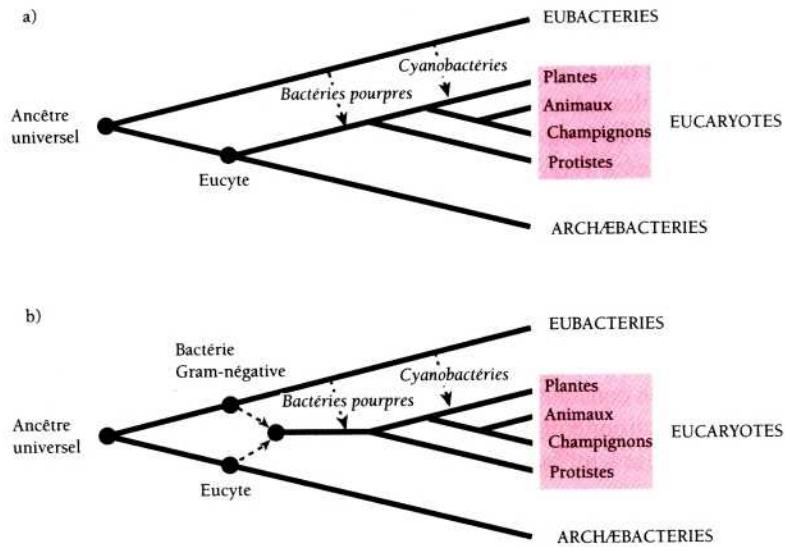 a)
EUBACTERIES
Cyanobactéries
Plantes
Bactéries pourpres
Animaux
Ancêtre
universel
Champignons
EUCARYOTES
Protistes
Eucyte
ARCHÆBACTERIES
b)
EUBACTERIES
Bactérie
Gram-négative
Cyanobactéries
Plantes
Bactéries pourpres
Animaux
Ancêtre
universel
Champignons
EUCARYOTES
Protistes
Eucyte
ARCHÆBACTERIES